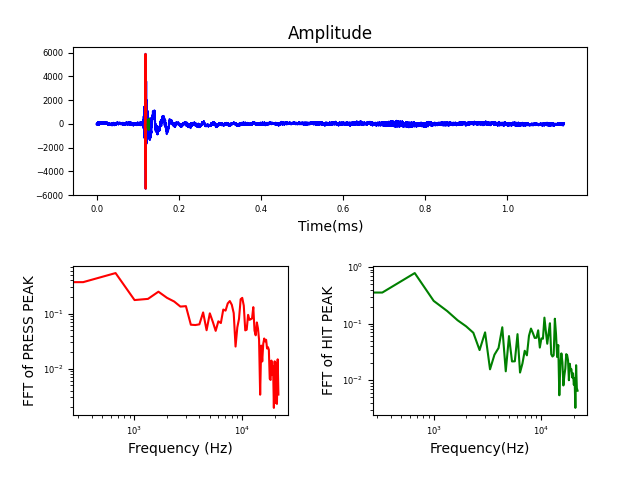 Amplitude
6000
4000
2000
0
−2000
−4000
−6000
0.0 0.2 0.4 0.6 0.8 1.0
Time(ms)
FFT of PRESS PEAK
10⁻¹
10⁻²
10³ 10⁴
Frequency (Hz)
FFT of HIT PEAK
10⁰
10⁻¹
10⁻²
10³ 10⁴
Frequency(Hz)